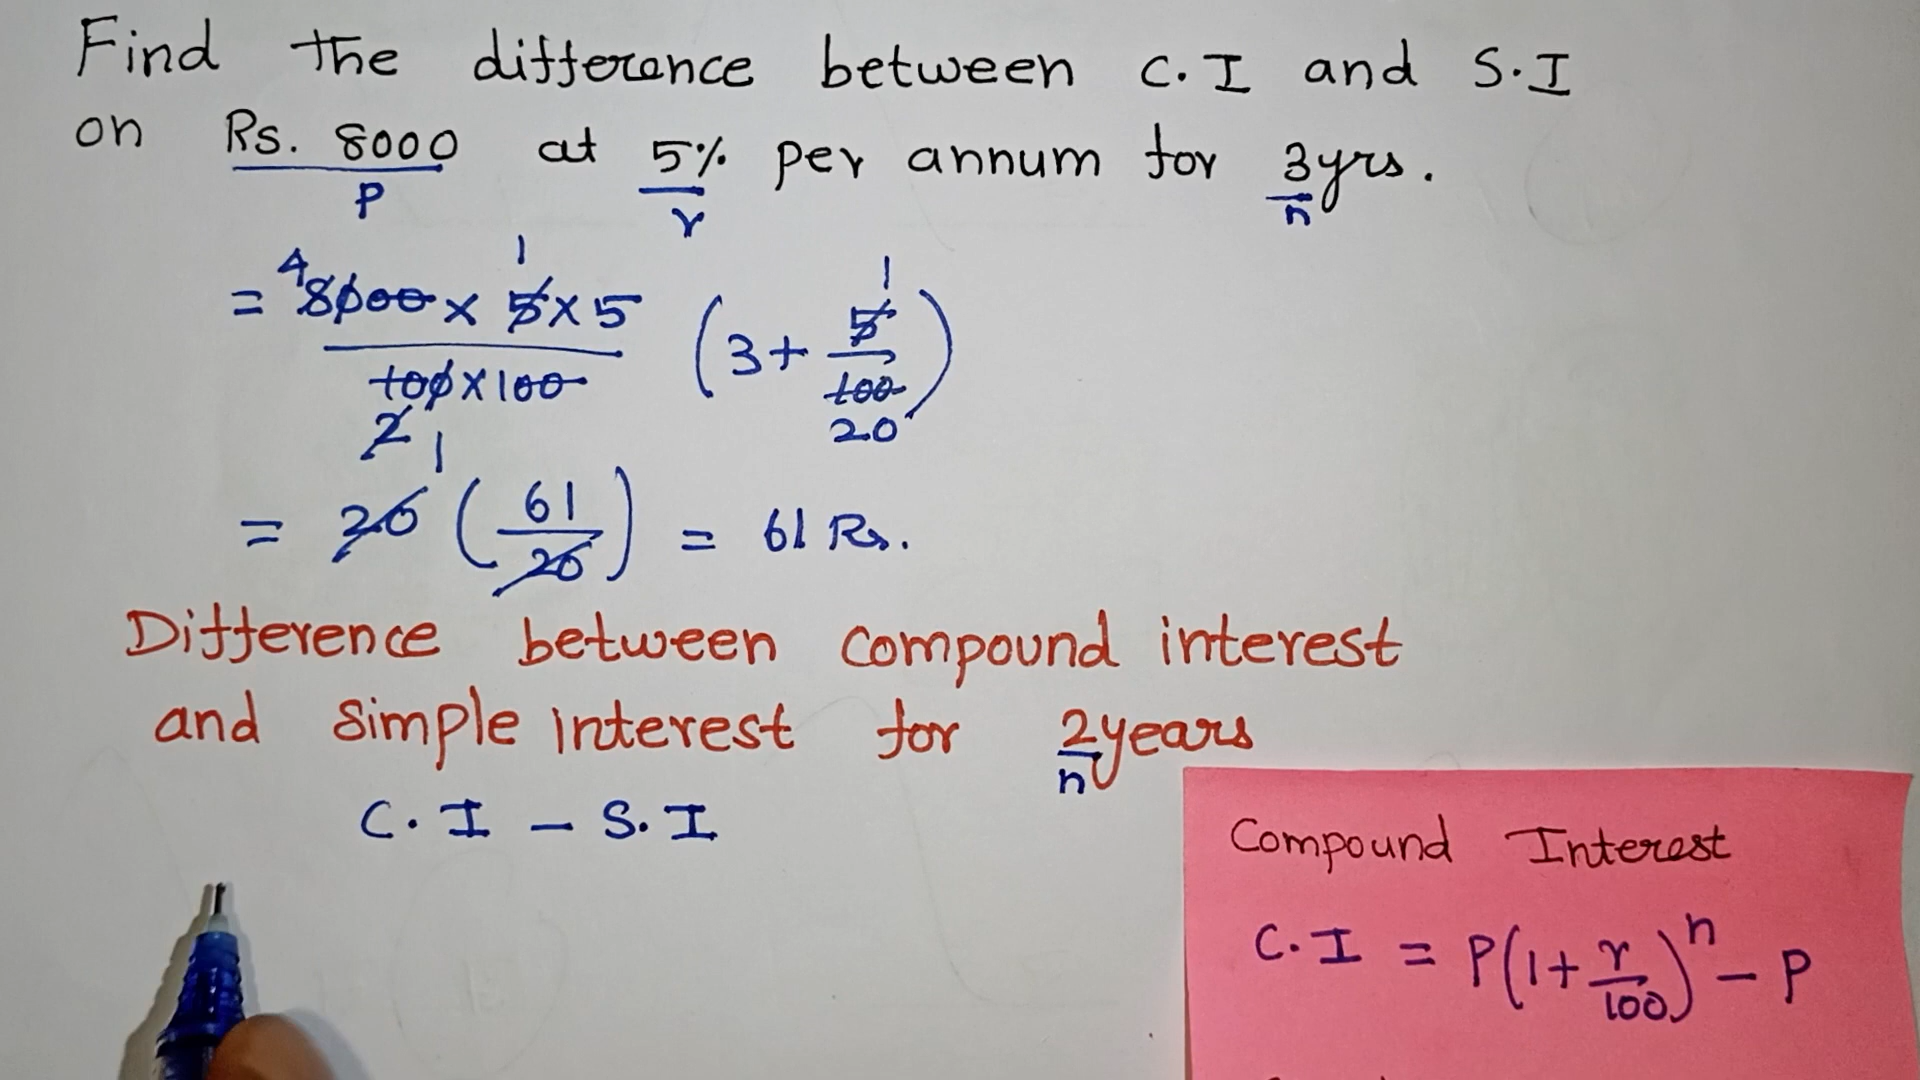 Find the difference between C.I and S.I
on Rs. 8000 at 5% per annum for 3yrs.
P r n
4 1 1
= 8000 x 5 x 5 / 100 x 100 (3 + 5/100)
2 20
1
= 20 (61/20) = 61 Rs.
Difference between compound interest
and simple interest for 2years
n
C.I - S.I
Compound Interest
C.I = P(1+ r/100)^n - P